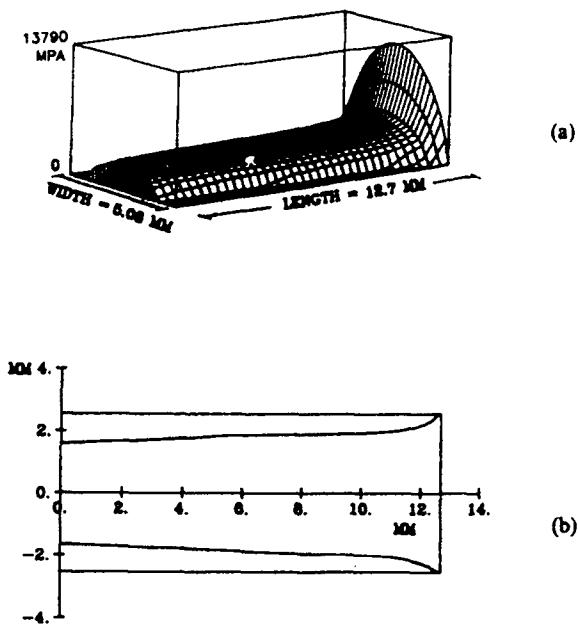 13790
MPA
(a)
0
WIDTH = 5.08 MM
LENGTH = 12.7 MM
MM 4.
2.
0.
0. 2. 4. 6. 8. 10. 12. 14.
MM
(b)
-2.
-4.